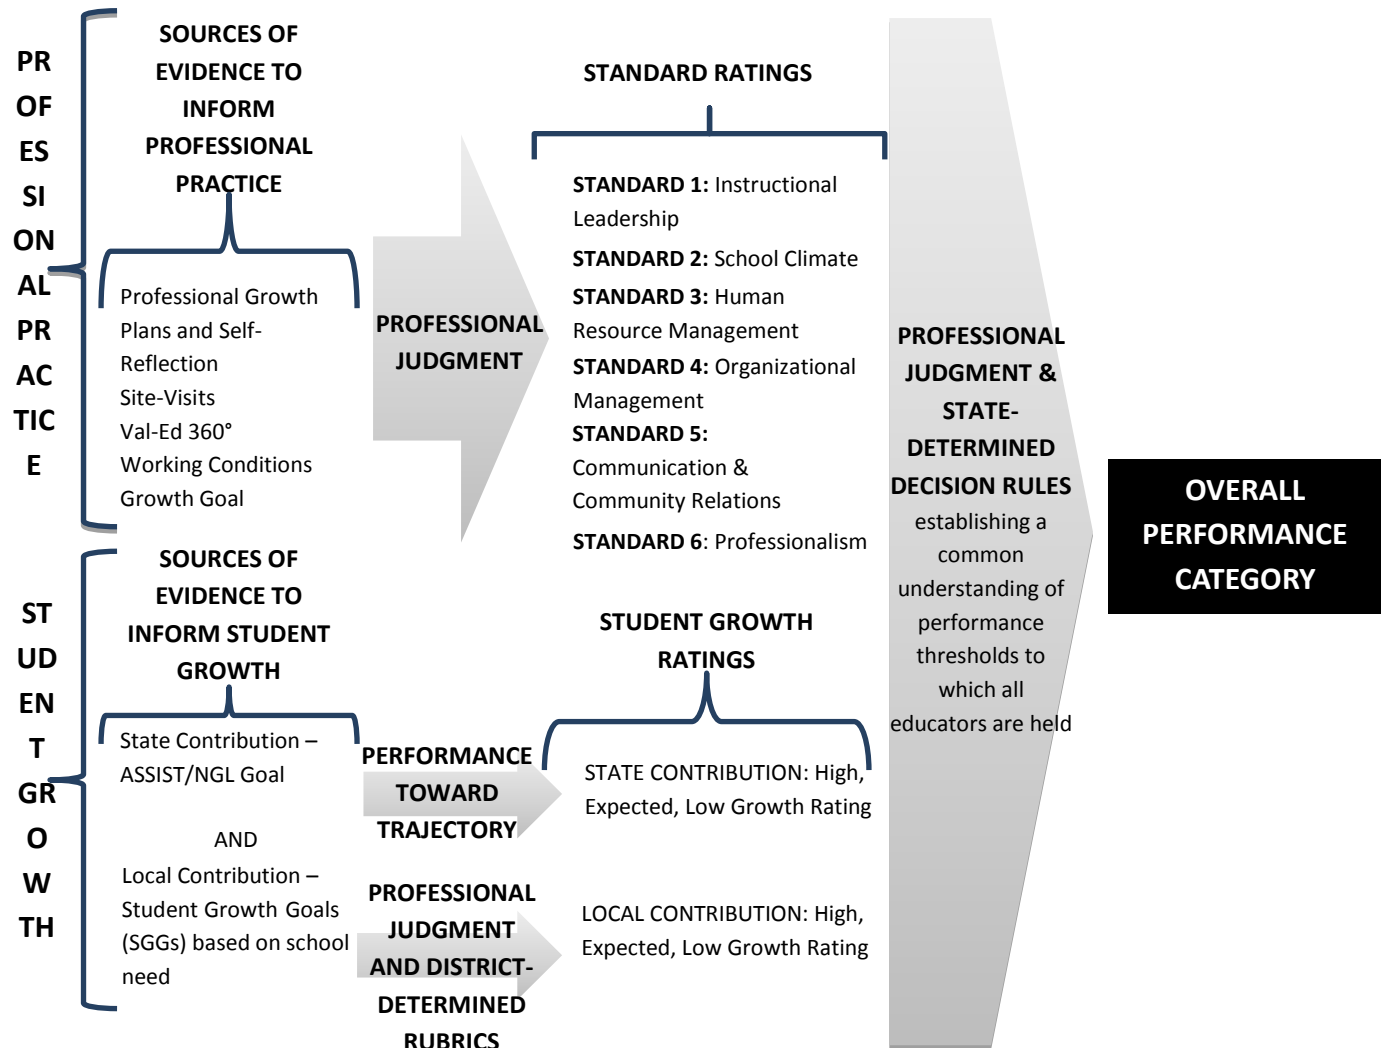 PR
OF
ES
SI
ON
AL
PR
AC
TIC
E
SOURCES OF
EVIDENCE TO
INFORM
PROFESSIONAL
PRACTICE
Professional Growth
Plans and Self-
Reflection
Site-Visits
Val-Ed 360°
Working Conditions
Growth Goal
PROFESSIONAL
JUDGMENT
STANDARD RATINGS
STANDARD 1: Instructional
Leadership
STANDARD 2: School Climate
STANDARD 3: Human
Resource Management
STANDARD 4: Organizational
Management
STANDARD 5:
Communication &
Community Relations
STANDARD 6: Professionalism
ST
UD
EN
T
GR
O
W
TH
SOURCES OF
EVIDENCE TO
INFORM STUDENT
GROWTH
State Contribution –
ASSIST/NGL Goal
AND
Local Contribution –
Student Growth Goals
(SGGs) based on school
need
PERFORMANCE
TOWARD
TRAJECTORY
PROFESSIONAL
JUDGMENT
AND DISTRICT-
DETERMINED
RUBRICS
STUDENT GROWTH
RATINGS
STATE CONTRIBUTION: High,
Expected, Low Growth Rating
LOCAL CONTRIBUTION: High,
Expected, Low Growth Rating
PROFESSIONAL
JUDGMENT &
STATE-
DETERMINED
DECISION RULES
establishing a
common
understanding of
performance
thresholds to
which all
educators are held
OVERALL
PERFORMANCE
CATEGORY